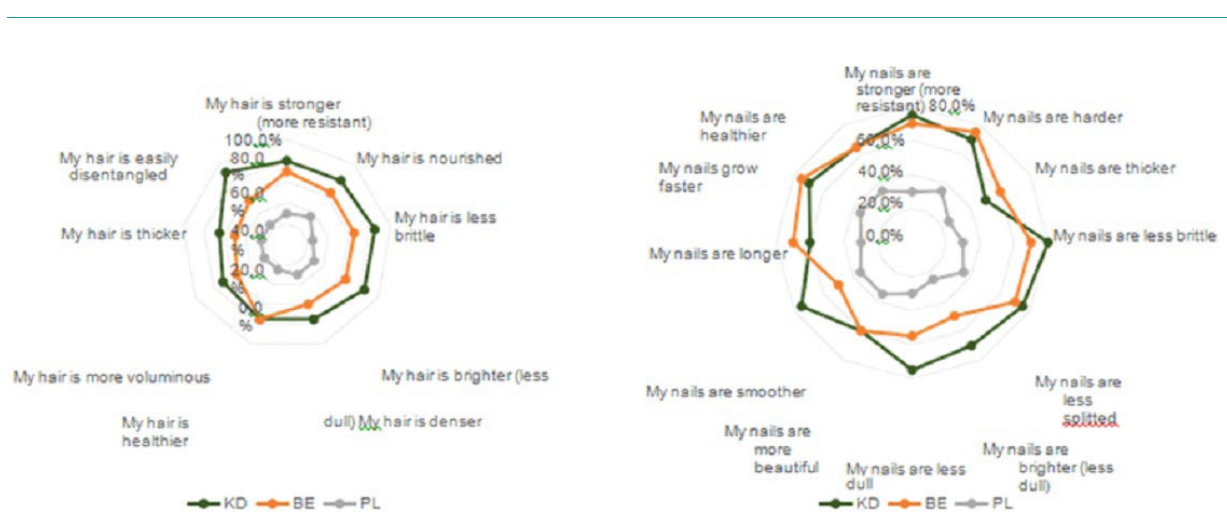 My hair is stronger
(more resistant)
100,0%
80,0
%
60,0
%
40,0
%
20,0
%
0,0
%
My hair is nourished
My hair is less
brittle
My hair is brighter (less
dull) My hair is denser
My hair is
healthier
My hair is more voluminous
My hair is thicker
My hair is easily
disentangled
KD BE PL
My nails are
stronger (more
resistant) 80,0%
60,0%
40,0%
20,0%
0,0%
My nails are harder
My nails are thicker
My nails are less brittle
My nails are
less
splitted
My nails are
brighter (less
dull)
My nails are less
dull
My nails are
more
beautiful
My nails are smoother
My nails are longer
My nails grow
faster
My nails are
healthier
KD BE PL